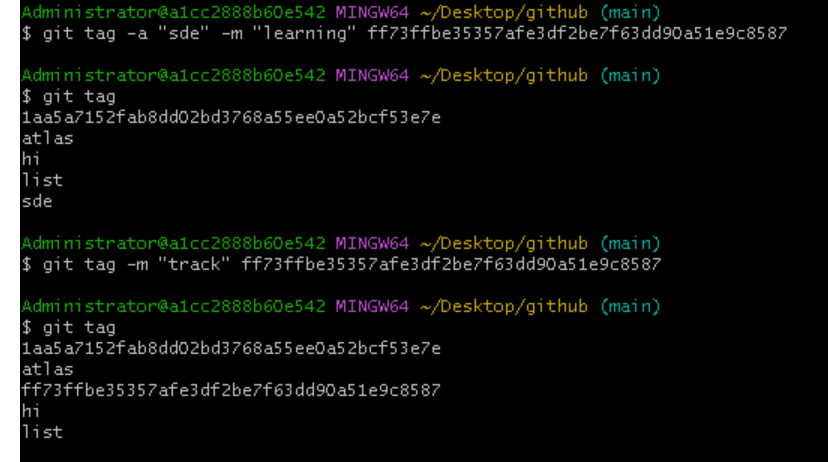 Administrator@a1cc2888b60e542 MINGW64 ~/Desktop/github (main)
$ git tag -a "sde" -m "learning" ff73ffbe35357afe3df2be7f63dd90a51e9c8587
Administrator@a1cc2888b60e542 MINGW64 ~/Desktop/github (main)
$ git tag
1aa5a7152fab8dd02bd3768a55ee0a52bcf53e7e
atlas
hi
list
sde
Administrator@a1cc2888b60e542 MINGW64 ~/Desktop/github (main)
$ git tag -m "track" ff73ffbe35357afe3df2be7f63dd90a51e9c8587
Administrator@a1cc2888b60e542 MINGW64 ~/Desktop/github (main)
$ git tag
1aa5a7152fab8dd02bd3768a55ee0a52bcf53e7e
atlas
ff73ffbe35357afe3df2be7f63dd90a51e9c8587
hi
list